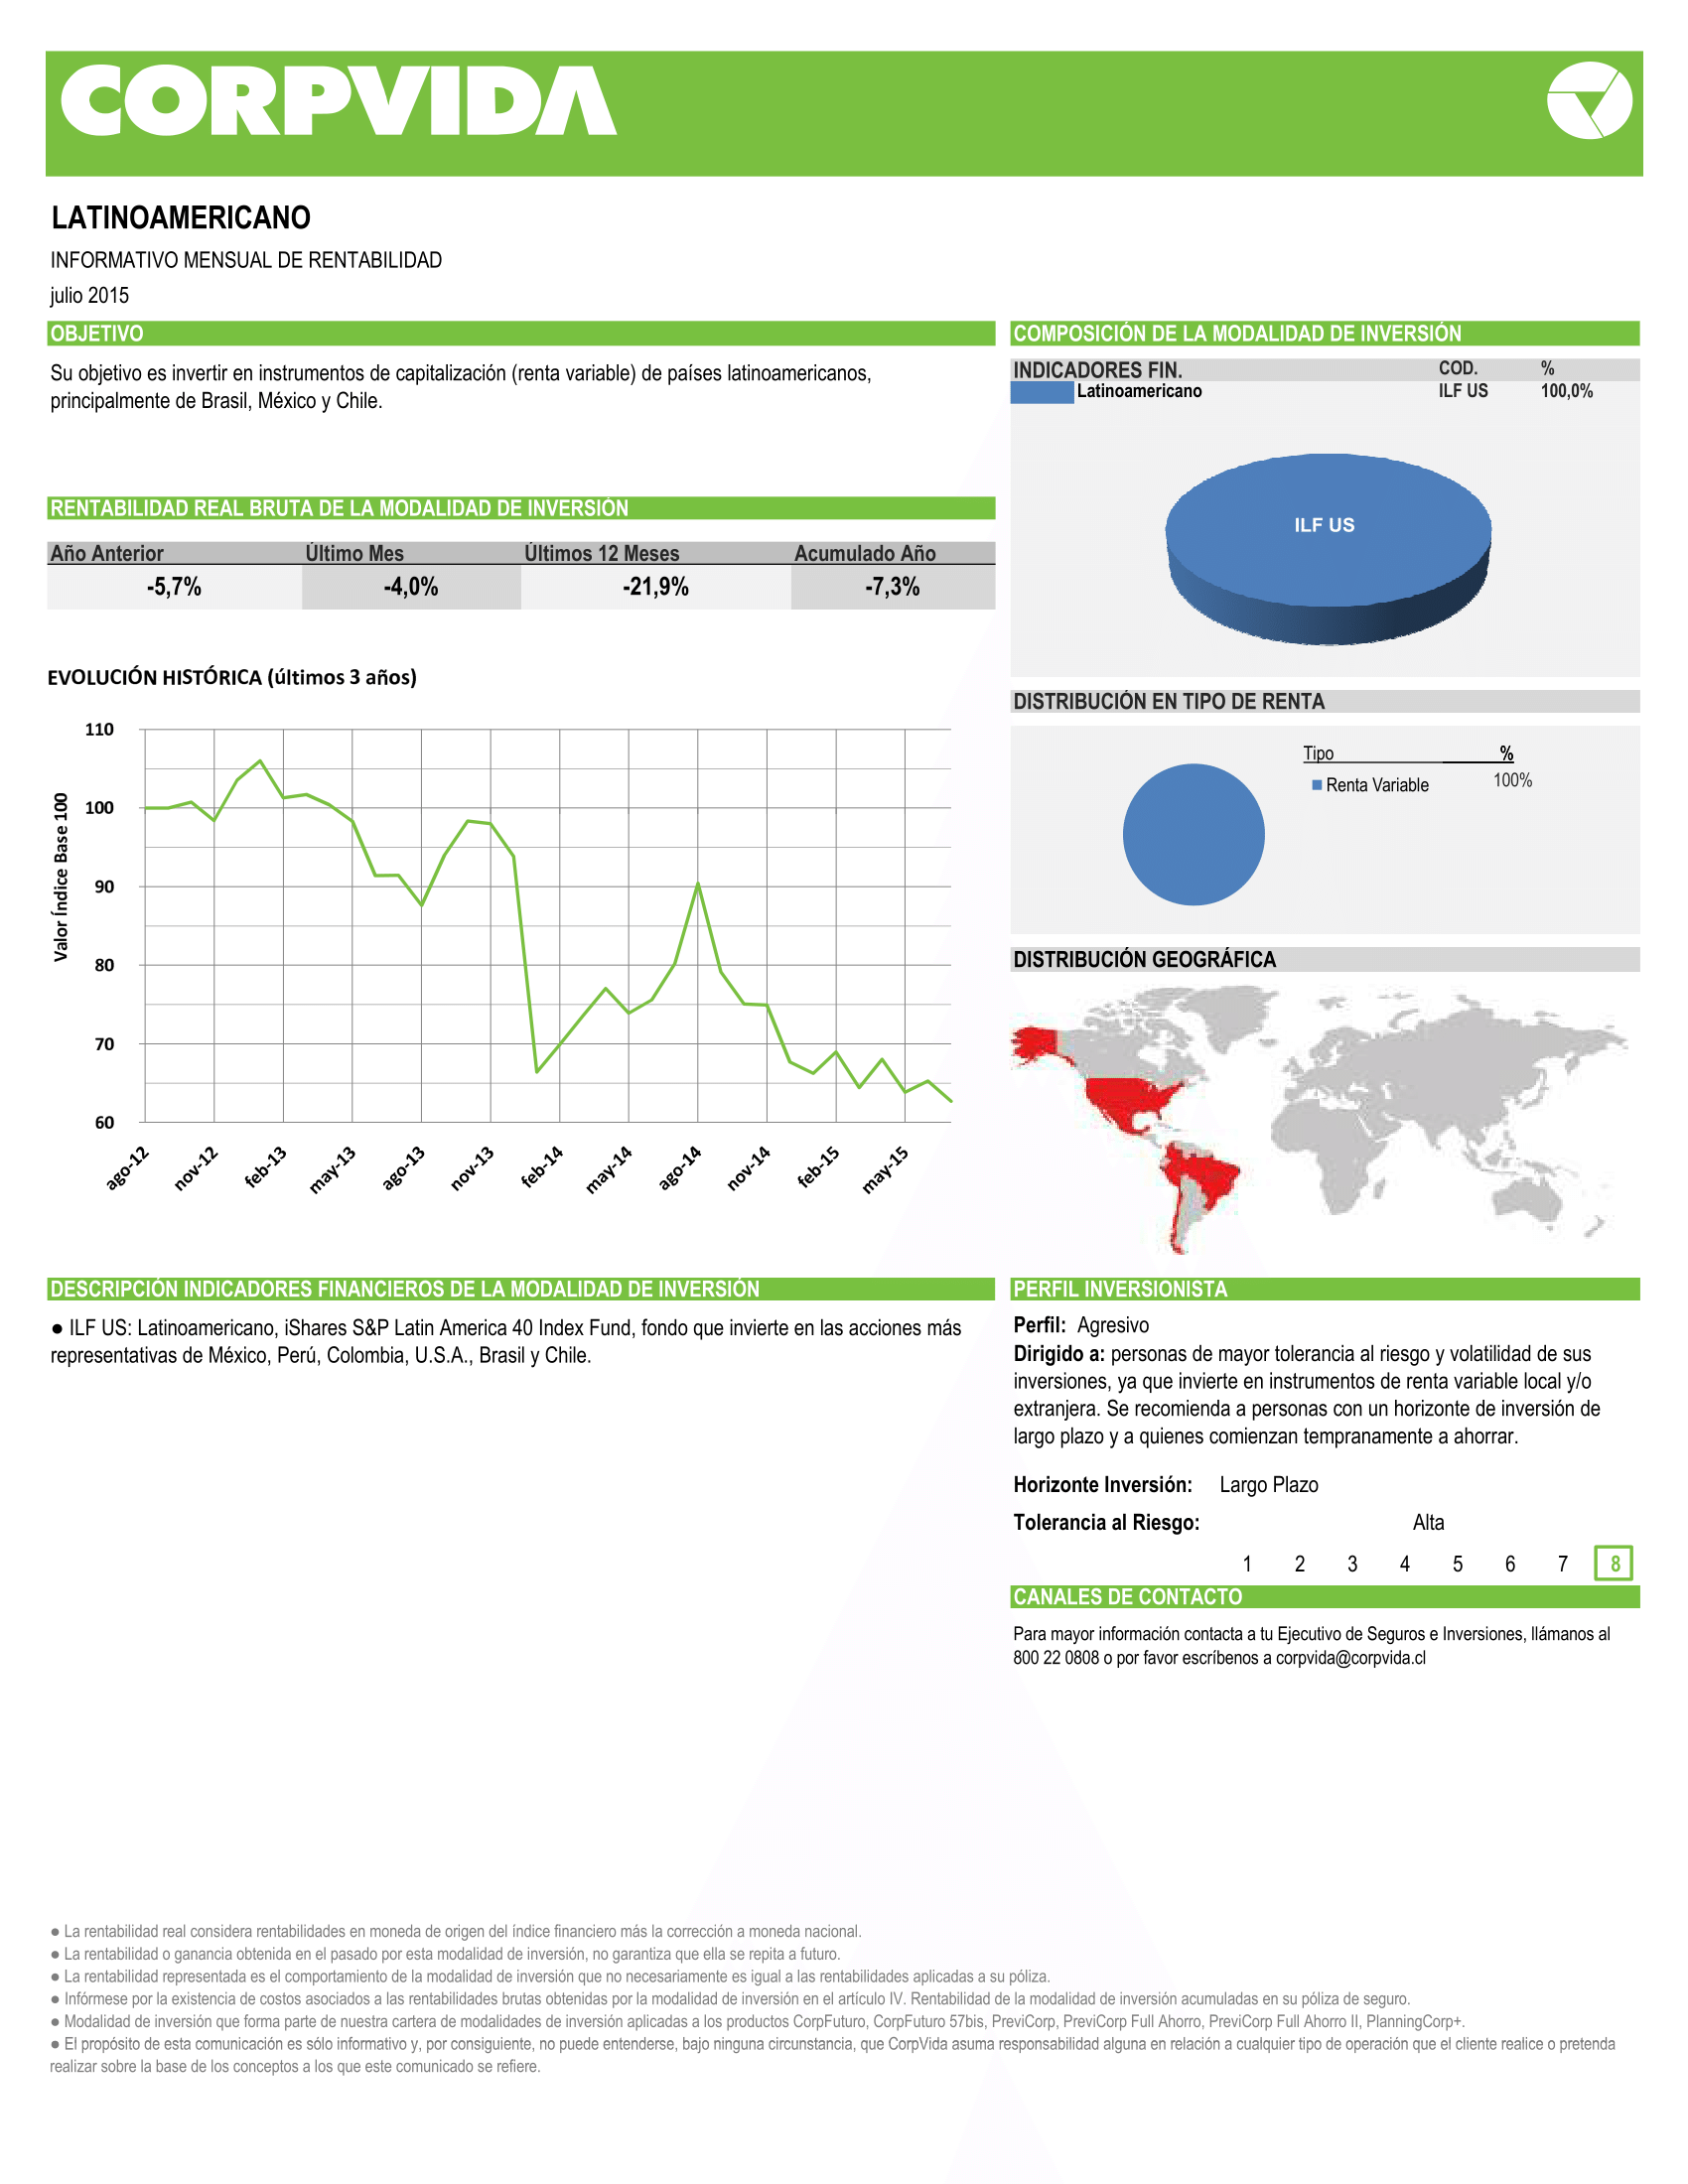 CORPVIDA
LATINOAMERICANO
INFORMATIVO MENSUAL DE RENTABILIDAD
julio 2015
OBJETIVO
Su objetivo es invertir en instrumentos de capitalización (renta variable) de países latinoamericanos,
principalmente de Brasil, México y Chile.
RENTABILIDAD REAL BRUTA DE LA MODALIDAD DE INVERSIÓN
Año Anterior Último Mes Últimos 12 Meses Acumulado Año
-5,7% -4,0% -21,9% -7,3%
EVOLUCIÓN HISTÓRICA (últimos 3 años)
Valor Índice Base 100
110
100
90
80
70
60
ago-12 nov-12 feb-13 may-13 ago-13 nov-13 feb-14 may-14 ago-14 nov-14 feb-15 may-15
COMPOSICIÓN DE LA MODALIDAD DE INVERSIÓN
INDICADORES FIN. COD. %
Latinoamericano ILF US 100,0%
ILF US
DISTRIBUCIÓN EN TIPO DE RENTA
Tipo %
Renta Variable 100%
DISTRIBUCIÓN GEOGRÁFICA
DESCRIPCIÓN INDICADORES FINANCIEROS DE LA MODALIDAD DE INVERSIÓN
● ILF US: Latinoamericano, iShares S&P Latin America 40 Index Fund, fondo que invierte en las acciones más
representativas de México, Perú, Colombia, U.S.A., Brasil y Chile.
PERFIL INVERSIONISTA
Perfil: Agresivo
Dirigido a: personas de mayor tolerancia al riesgo y volatilidad de sus
inversiones, ya que invierte en instrumentos de renta variable local y/o
extranjera. Se recomienda a personas con un horizonte de inversión de
largo plazo y a quienes comienzan tempranamente a ahorrar.
Horizonte Inversión: Largo Plazo
Tolerancia al Riesgo: Alta
1 2 3 4 5 6 7 8
CANALES DE CONTACTO
Para mayor información contacta a tu Ejecutivo de Seguros e Inversiones, llámanos al
800 22 0808 o por favor escríbenos a corpvida@corpvida.cl
● La rentabilidad real considera rentabilidades en moneda de origen del índice financiero más la corrección a moneda nacional.
● La rentabilidad o ganancia obtenida en el pasado por esta modalidad de inversión, no garantiza que ella se repita a futuro.
● La rentabilidad representada es el comportamiento de la modalidad de inversión que no necesariamente es igual a las rentabilidades aplicadas a su póliza.
● Infórmese por la existencia de costos asociados a las rentabilidades brutas obtenidas por la modalidad de inversión en el artículo IV. Rentabilidad de la modalidad de inversión acumuladas en su póliza de seguro.
● Modalidad de inversión que forma parte de nuestra cartera de modalidades de inversión aplicadas a los productos CorpFuturo, CorpFuturo 57bis, PreviCorp, PreviCorp Full Ahorro, PreviCorp Full Ahorro II, PlanningCorp+.
● El propósito de esta comunicación es sólo informativo y, por consiguiente, no puede entenderse, bajo ninguna circunstancia, que CorpVida asuma responsabilidad alguna en relación a cualquier tipo de operación que el cliente realice o pretenda
realizar sobre la base de los conceptos a los que este comunicado se refiere.